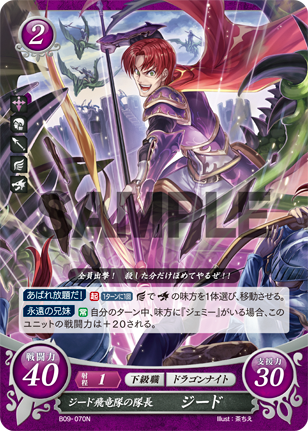 2
SAMPLE
全員出撃! 殺した分だけほめてやるぜ!!
あばれ放題だ! 起 1ターンに1回 で の味方を1体選び、移動させる。
永遠の兄妹 常 自分のターン中、味方に『ジェミー』がいる場合、この
ユニットの戦闘力は+20される。
戦闘力
40
射程 1 下級職 ドラゴンナイト
支援力
30
ジード飛竜隊の隊長 ジード
B09-070N
Illust:茶ちえ